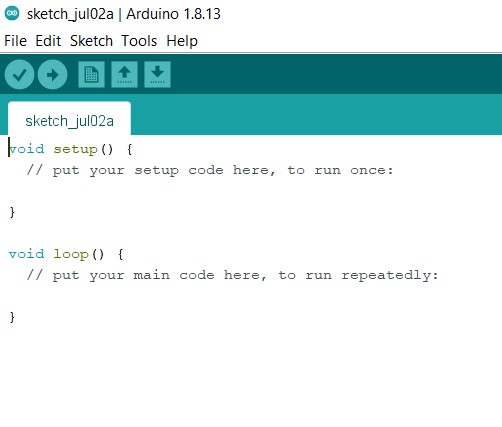 sketch_jul02a | Arduino 1.8.13
File Edit Sketch Tools Help
sketch_jul02a
void setup() {
  // put your setup code here, to run once:
}
void loop() {
  // put your main code here, to run repeatedly:
}